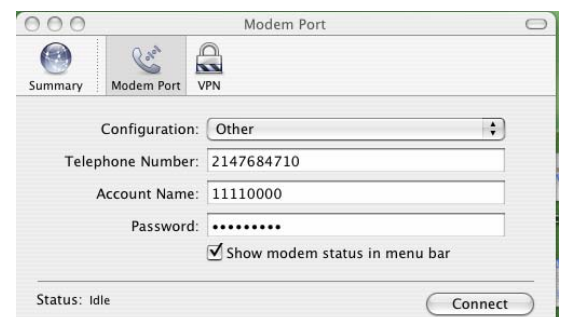 Modem Port
Summary Modem Port VPN
Configuration: Other
Telephone Number: 2147684710
Account Name: 11110000
Password: •••••••••
Show modem status in menu bar
Status: Idle
Connect